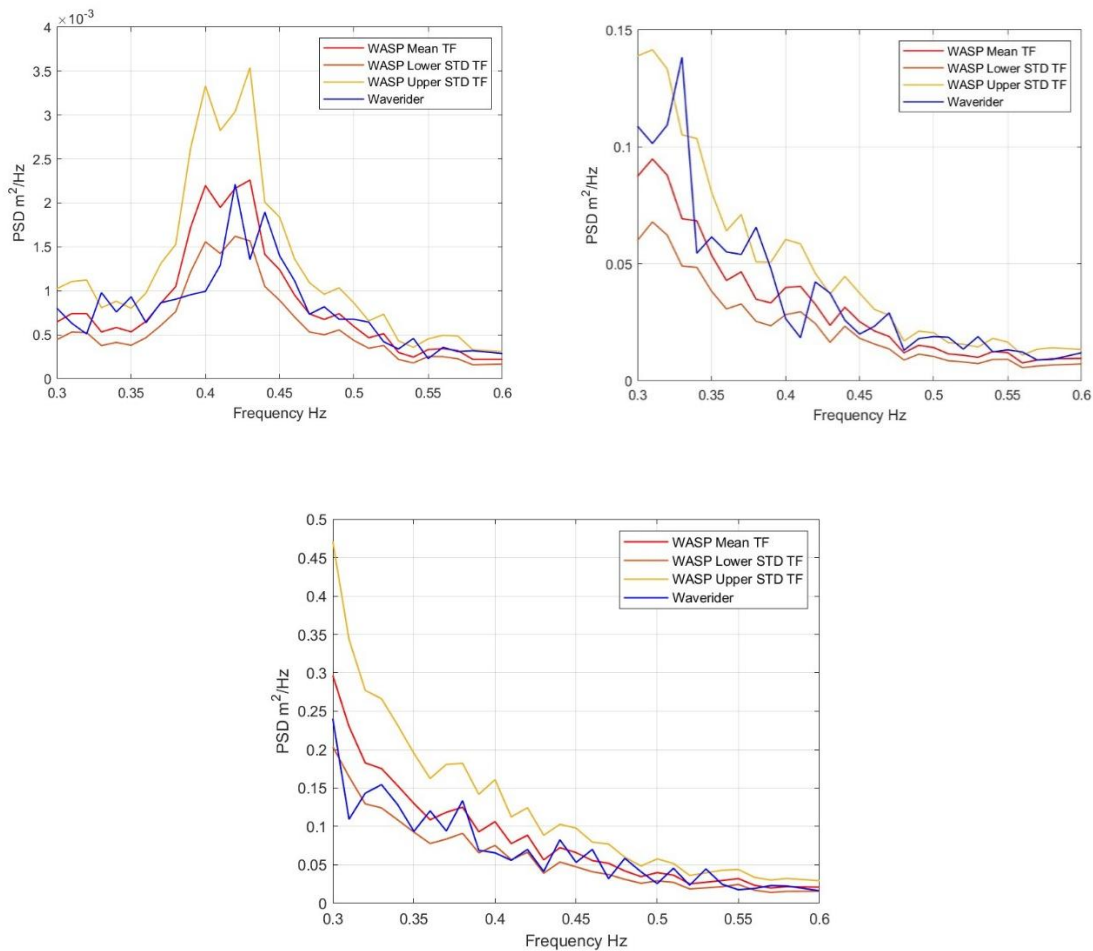 ×10⁻³
4
3.5
3
2.5
2
1.5
1
0.5
0
PSD m²/Hz
WASP Mean TF
WASP Lower STD TF
WASP Upper STD TF
Waverider
0.3 0.35 0.4 0.45 0.5 0.55 0.6
Frequency Hz
0.15
0.1
0.05
0
PSD m²/Hz
WASP Mean TF
WASP Lower STD TF
WASP Upper STD TF
Waverider
0.3 0.35 0.4 0.45 0.5 0.55 0.6
Frequency Hz
0.5
0.45
0.4
0.35
0.3
0.25
0.2
0.15
0.1
0.05
0
PSD m²/Hz
WASP Mean TF
WASP Lower STD TF
WASP Upper STD TF
Waverider
0.3 0.35 0.4 0.45 0.5 0.55 0.6
Frequency Hz